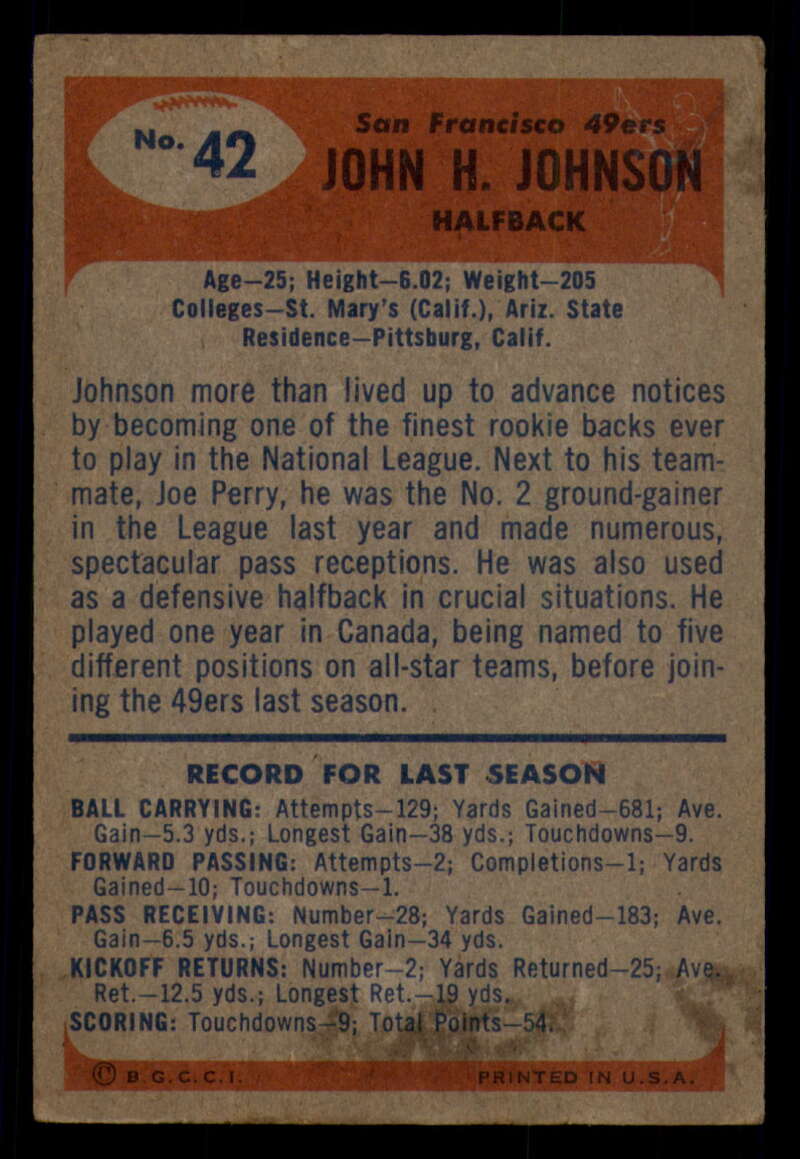 No. 42
San Francisco 49ers
JOHN H. JOHNSON
HALFBACK
Age—25; Height—6.02; Weight—205
Colleges—St. Mary's (Calif.), Ariz. State
Residence—Pittsburg, Calif.
Johnson more than lived up to advance notices
by becoming one of the finest rookie backs ever
to play in the National League. Next to his team-
mate, Joe Perry, he was the No. 2 ground-gainer
in the League last year and made numerous,
spectacular pass receptions. He was also used
as a defensive halfback in crucial situations. He
played one year in Canada, being named to five
different positions on all-star teams, before join-
ing the 49ers last season.
RECORD FOR LAST SEASON
BALL CARRYING: Attempts—129; Yards Gained—681; Ave.
Gain—5.3 yds.; Longest Gain—38 yds.; Touchdowns—9.
FORWARD PASSING: Attempts—2; Completions—1; Yards
Gained—10; Touchdowns—1.
PASS RECEIVING: Number—28; Yards Gained—183; Ave.
Gain—6.5 yds.; Longest Gain—34 yds.
KICKOFF RETURNS: Number—2; Yards Returned—25; Ave.
Ret.—12.5 yds.; Longest Ret.—19 yds.
SCORING: Touchdowns—9; Total Points—54.
© B.G.C.C.I. PRINTED IN U.S.A.